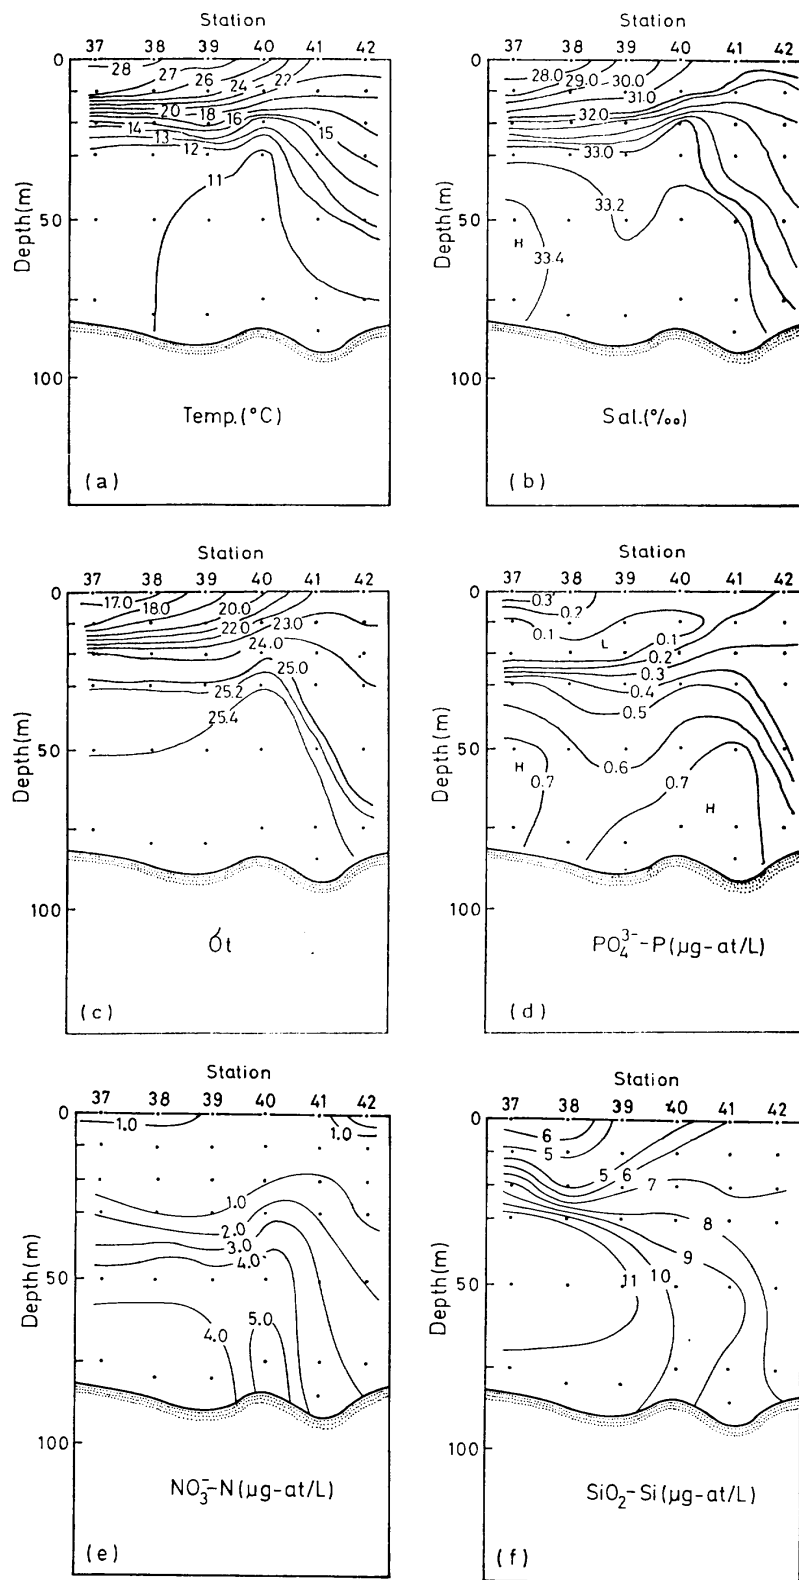 Station
37 38 39 40 41 42
0
50
100
Depth(m)
28 27 26 24 22
20 18 16 15
14
13
12
11
Temp.(°C)
(a)
Station
37 38 39 40 41 42
0
50
100
Depth(m)
28.0 29.0 30.0
31.0
32.0
33.0
33.2
H
33.4
Sal.(‰)
(b)
Station
37 38 39 40 41 42
0
50
100
Depth(m)
17.0 18.0 20.0
22.0 23.0
24.0
25.0
25.2
25.4
σt
(c)
Station
37 38 39 40 41 42
0
50
100
Depth(m)
0.3 0.2
0.1 0.1
L
0.2
0.3
0.4
0.5
0.6
H
0.7 0.7
H
PO₄³⁻-P(µg-at/L)
(d)
Station
37 38 39 40 41 42
0
50
100
Depth(m)
1.0 1.0
1.0
2.0
3.0
4.0
4.0 5.0
NO₃⁻-N(µg-at/L)
(e)
Station
37 38 39 40 41 42
0
50
100
Depth(m)
6
5
5 6 7
8
9
10
11
SiO₂-Si(µg-at/L)
(f)